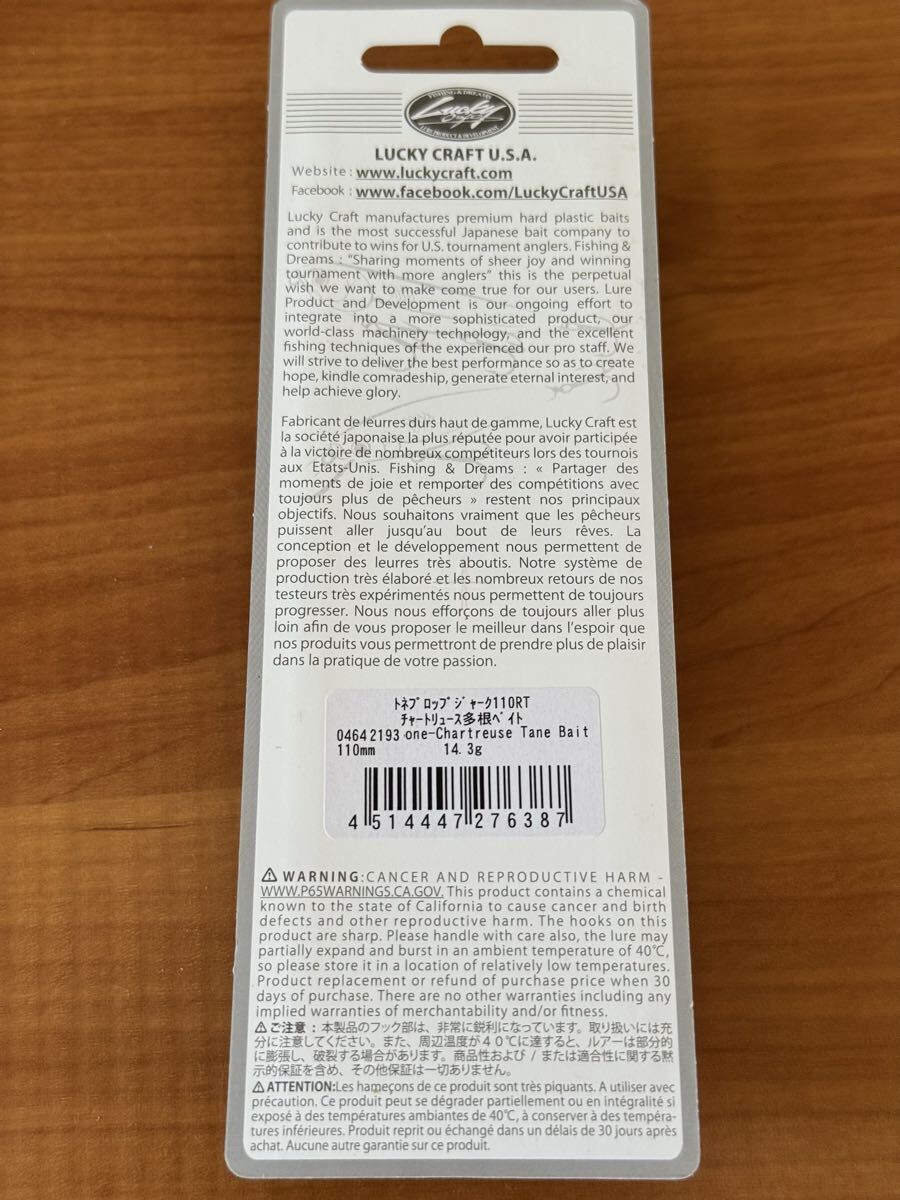 FISHING & DREAMS
Lucky Craft
LURE PRODUCT & DEVELOPMENT
LUCKY CRAFT U.S.A.
Website : www.luckycraft.com
Facebook : www.facebook.com/LuckyCraftUSA
Lucky Craft manufactures premium hard plastic baits
and is the most successful Japanese bait company to
contribute to wins for U.S. tournament anglers. Fishing &
Dreams : "Sharing moments of sheer joy and winning
tournament with more anglers" this is the perpetual
wish we want to make come true for our users. Lure
Product and Development is our ongoing effort to
integrate into a more sophisticated product, our
world-class machinery technology, and the excellent
fishing techniques of the experienced our pro staff. We
will strive to deliver the best performance so as to create
hope, kindle comradeship, generate eternal interest, and
help achieve glory.
Fabricant de leurres durs haut de gamme, Lucky Craft est
la société japonaise la plus réputée pour avoir participée
à la victoire de nombreux compétiteurs lors des tournois
aux Etats-Unis. Fishing & Dreams : « Partager des
moments de joie et remporter des compétitions avec
toujours plus de pêcheurs » restent nos principaux
objectifs. Nous souhaitons vraiment que les pêcheurs
puissent aller jusqu'au bout de leurs rêves. La
conception et le développement nous permettent de
proposer des leurres très aboutis. Notre système de
production très élaboré et les nombreux retours de nos
testeurs très expérimentés nous permettent de toujours
progresser. Nous nous efforçons de toujours aller plus
loin afin de vous proposer le meilleur dans l'espoir que
nos produits vous permettront de prendre plus de plaisir
dans la pratique de votre passion.
トネプロップジャーク110RT
チャートリュース多根ベイト
04642193 one-Chartreuse Tane Bait
110mm 14.3g
4 514447 276387
⚠ WARNING:CANCER AND REPRODUCTIVE HARM -
WWW.P65WARNINGS.CA.GOV. This product contains a chemical
known to the state of California to cause cancer and birth
defects and other reproductive harm. The hooks on this
product are sharp. Please handle with care also, the lure may
partially expand and burst in an ambient temperature of 40℃,
so please store it in a location of relatively low temperatures.
Product replacement or refund of purchase price when 30
days of purchase. There are no other warranties including any
implied warranties of merchantability and/or fitness.
⚠ご注意：本製品のフック部は、非常に鋭利になっています。取り扱いには充
分に注意してください。また、周辺温度が４０℃に達すると、ルアーは部分的
に膨張し、破裂する場合があります。商品性および / または適合性に関する黙
示的保証を含め、その他保証は一切ありません。
⚠ATTENTION:Les hameçons de ce produit sont très piquants. A utiliser avec
précaution. Ce produit peut se dégrader partiellement ou en intégralité si
exposé à des températures ambiantes de 40℃, à conserver à des tempéra-
tures inférieures. Produit reprit ou échangé dans un délais de 30 jours après
achat. Aucune autre garantie sur ce produit.